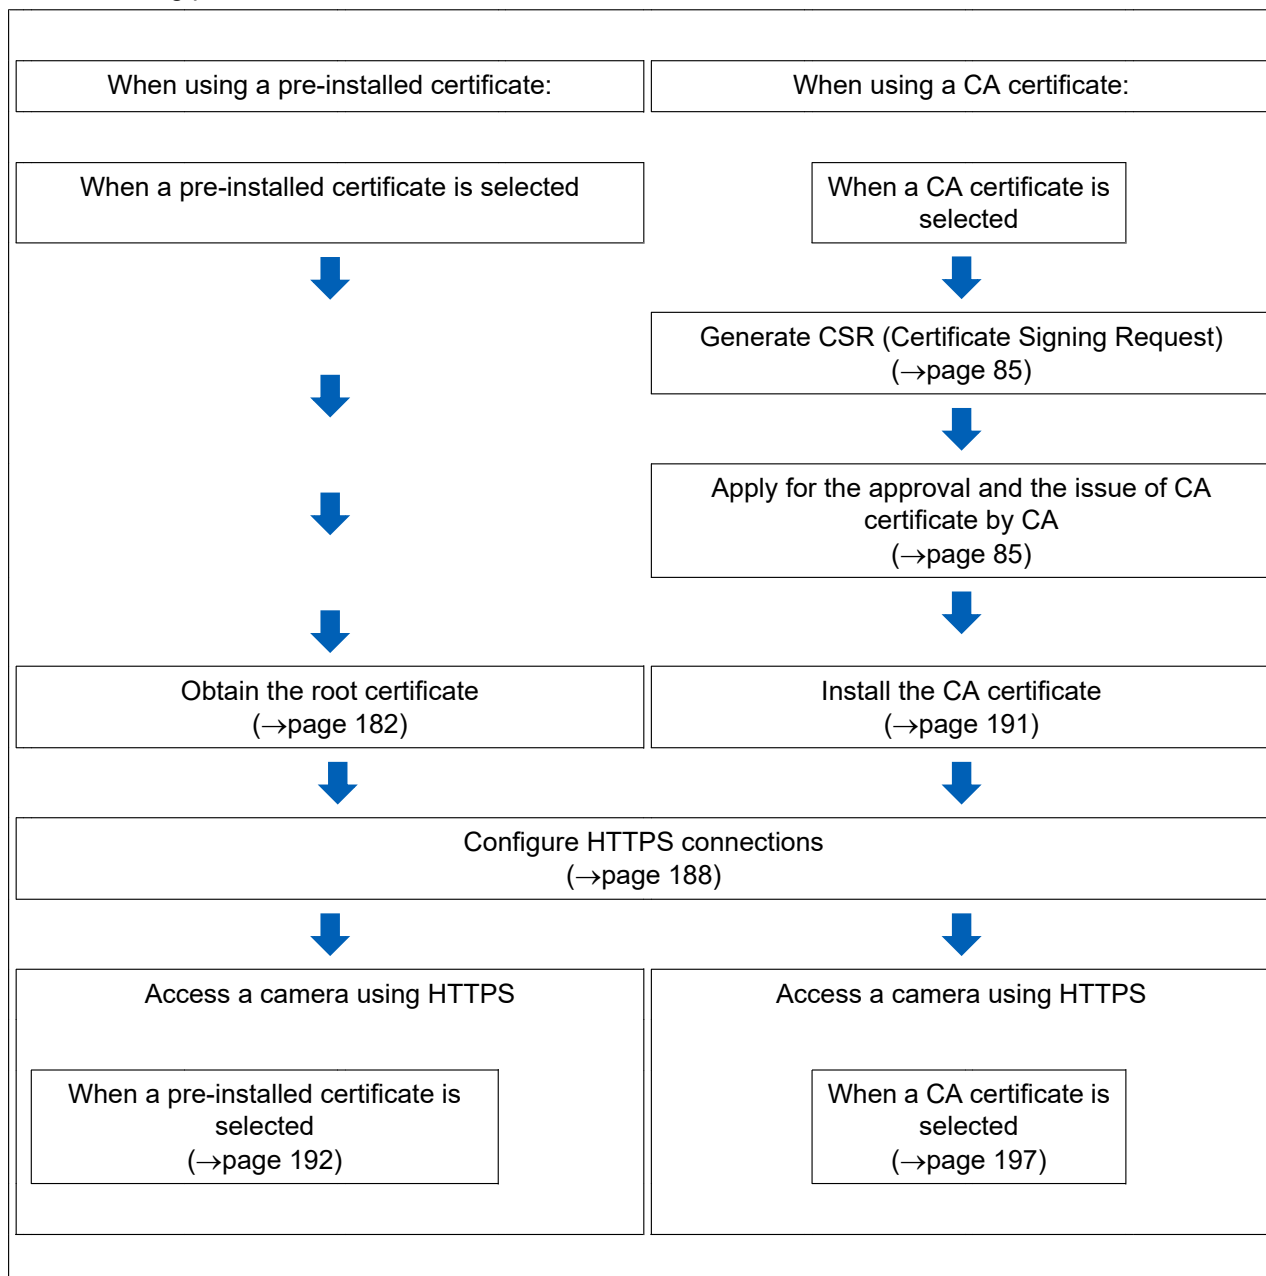 When using a pre-installed certificate:
When using a CA certificate:
When a pre-installed certificate is selected
When a CA certificate is
selected
Generate CSR (Certificate Signing Request)
(→page 85)
Apply for the approval and the issue of CA
certificate by CA
(→page 85)
Obtain the root certificate
(→page 182)
Install the CA certificate
(→page 191)
Configure HTTPS connections
(→page 188)
Access a camera using HTTPS
When a pre-installed certificate is
selected
(→page 192)
Access a camera using HTTPS
When a CA certificate is
selected
(→page 197)